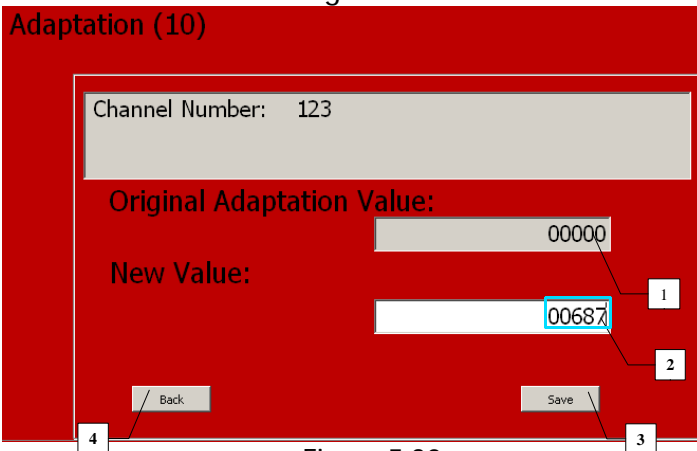 Adaptation (10)
Channel Number: 123
Original Adaptation Value:
00000
New Value:
1
00687
2
Back
Save
4
3